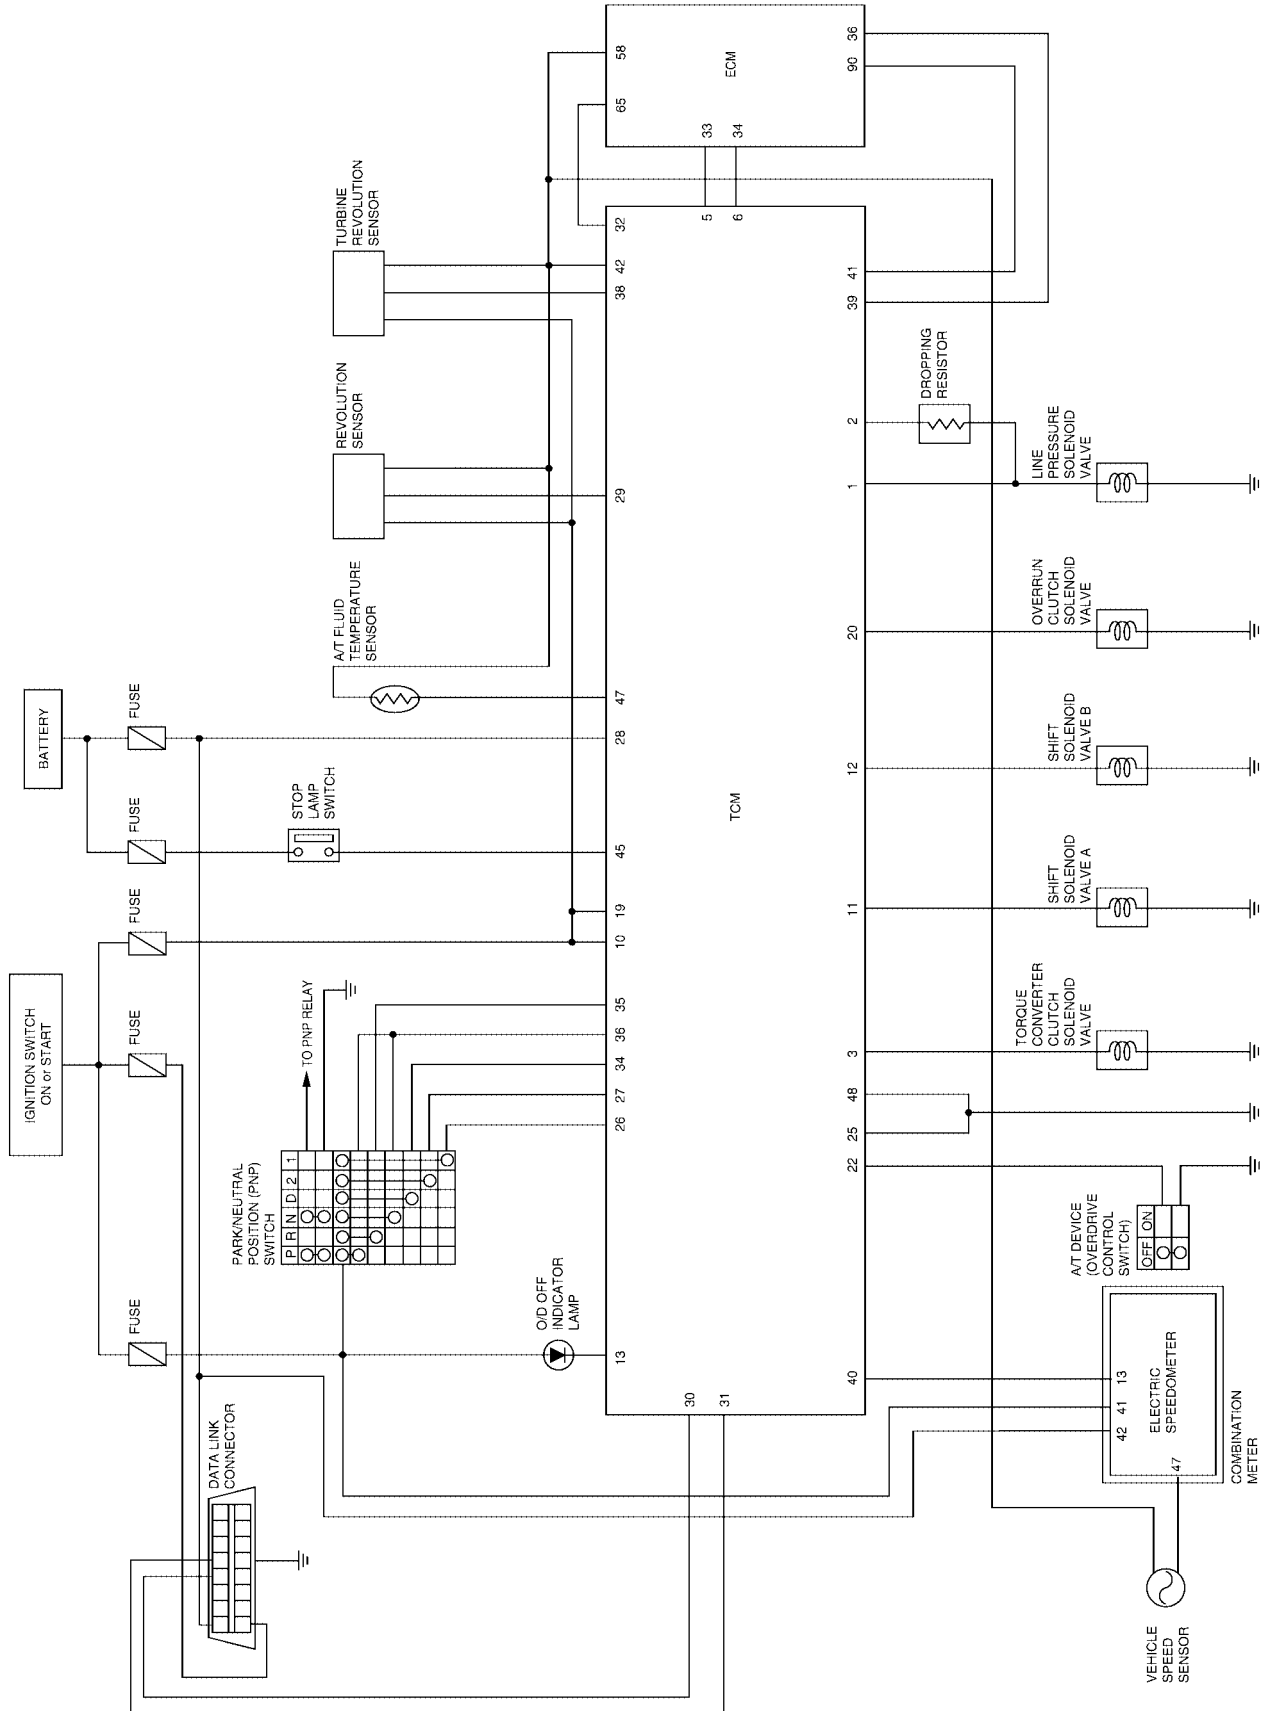 IGNITION SWITCH
ON or START
BATTERY
FUSE
FUSE
FUSE
FUSE
FUSE
DATA LINK
CONNECTOR
PARK/NEUTRAL
POSITION (PNP)
SWITCH
P R N D 2 1
TO PNP RELAY
STOP
LAMP
SWITCH
A/T FLUID
TEMPERATURE
SENSOR
REVOLUTION
SENSOR
TURBINE
REVOLUTION
SENSOR
O/D OFF
INDICATOR
LAMP
13
26
27
34
36
35
10
19
45
28
47
29
38
42
32
65
58
30
31
TCM
5
6
33
34
ECM
40
22
25
48
3
11
12
20
1
2
39
41
90
36
DROPPING
RESISTOR
VEHICLE
SPEED
SENSOR
47
42
41
13
ELECTRIC
SPEEDOMETER
COMBINATION
METER
A/T DEVICE
(OVERDRIVE
CONTROL
SWITCH)
OFF
ON
TORQUE
CONVERTER
CLUTCH
SOLENOID
VALVE
SHIFT
SOLENOID
VALVE A
SHIFT
SOLENOID
VALVE B
OVERRUN
CLUTCH
SOLENOID
VALVE
LINE
PRESSURE
SOLENOID
VALVE